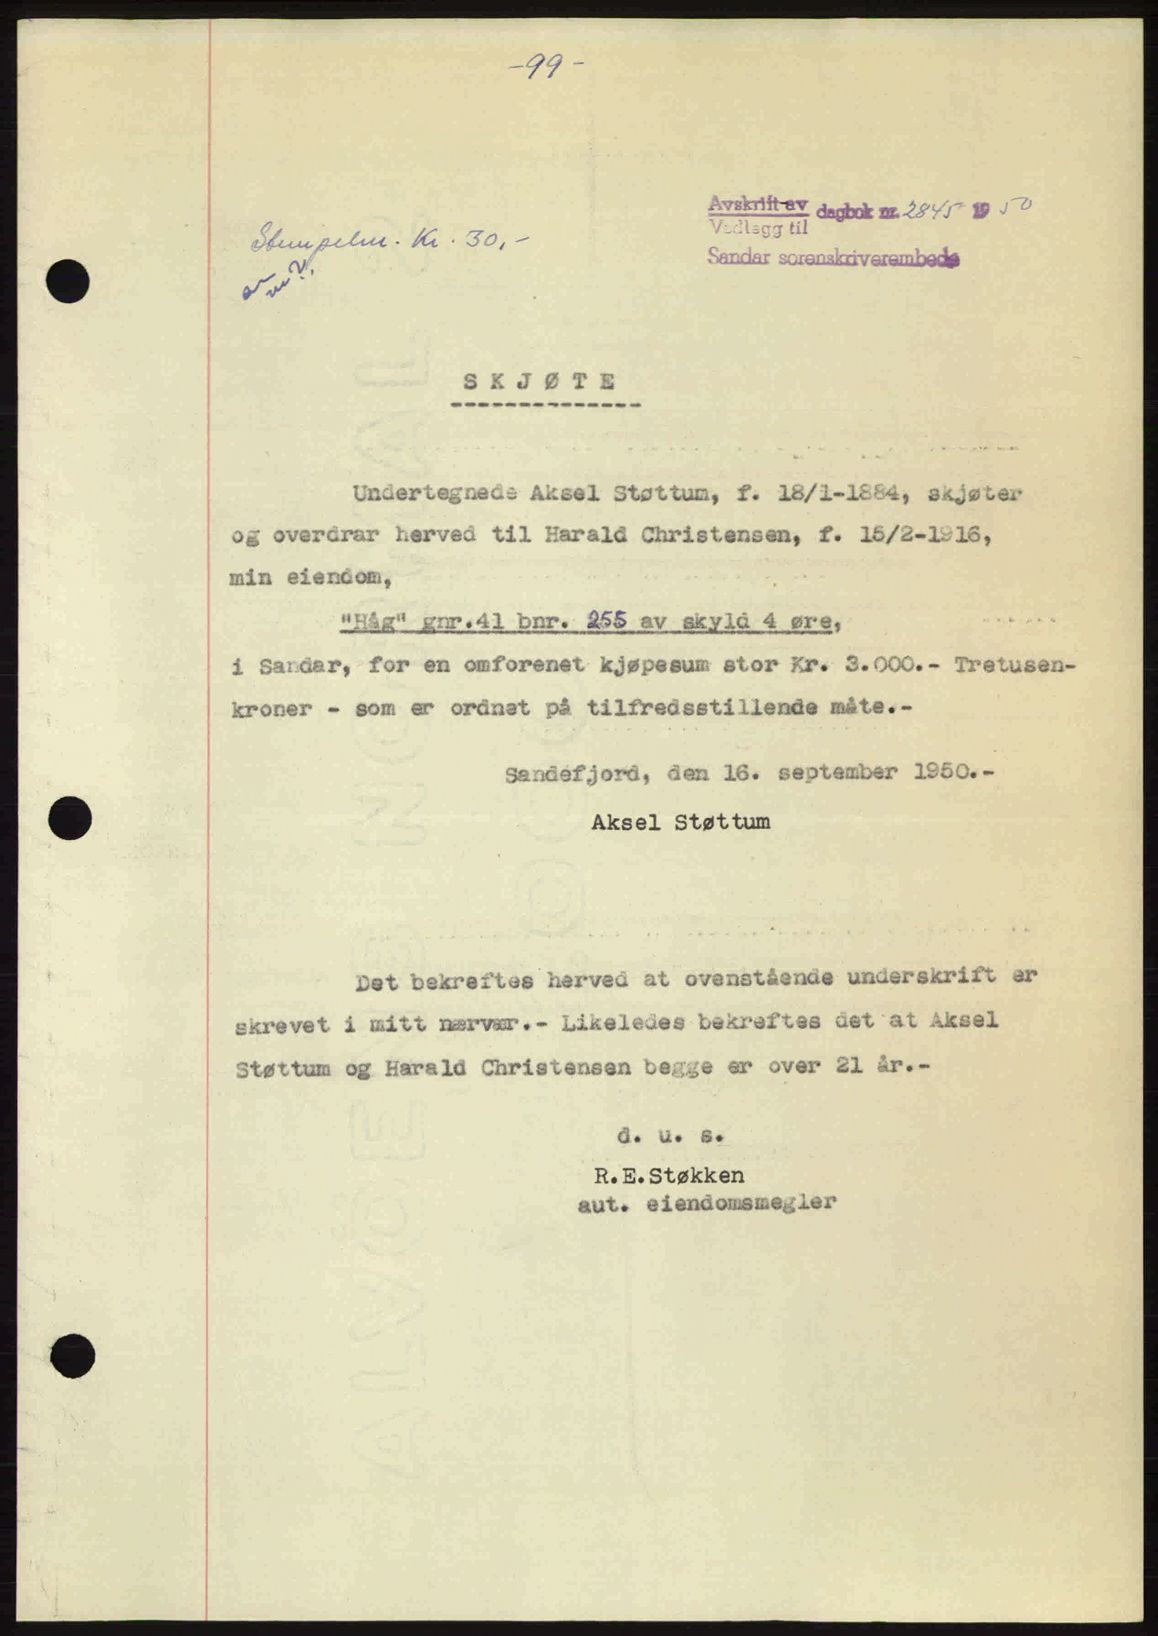 -99-
Avskrift av dagbok nr. 2845 1950
Vedlegg til
Sandar sorenskriverembede
Stempelm. Kr. 30,-
SKJØTE
Undertegnede Aksel Støttum, f. 18/1-1884, skjøter
og overdrar herved til Harald Christensen, f. 15/2-1916,
min eiendom,
"Håg" gnr.41 bnr. 255 av skyld 4 øre,
i Sandar, for en omforenet kjøpesum stor Kr. 3.000.- Tretusen-
kroner - som er ordnet på tilfredsstillende måte.-
Sandefjord, den 16. september 1950.-
Aksel Støttum
Det bekreftes herved at ovenstående underskrift er
skrevet i mitt nærvær.- Likeledes bekreftes det at Aksel
Støttum og Harald Christensen begge er over 21 år.-
d. u. s.
R.E.Støkken
aut. eiendomsmegler